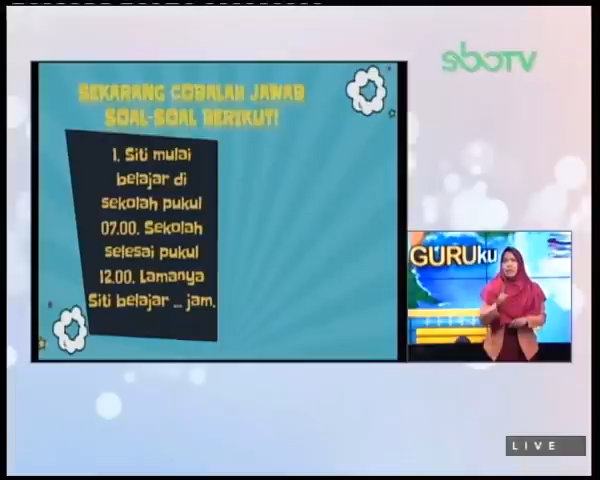 sbotv
SEKARANG COBALAH JAWAB
SOAL-SOAL BERIKUT!
1. Siti mulai
belajar di
sekolah pukul
07.00. Sekolah
selesai pukul
12.00. Lamanya
Siti belajar ... jam.
GURUku
LIVE